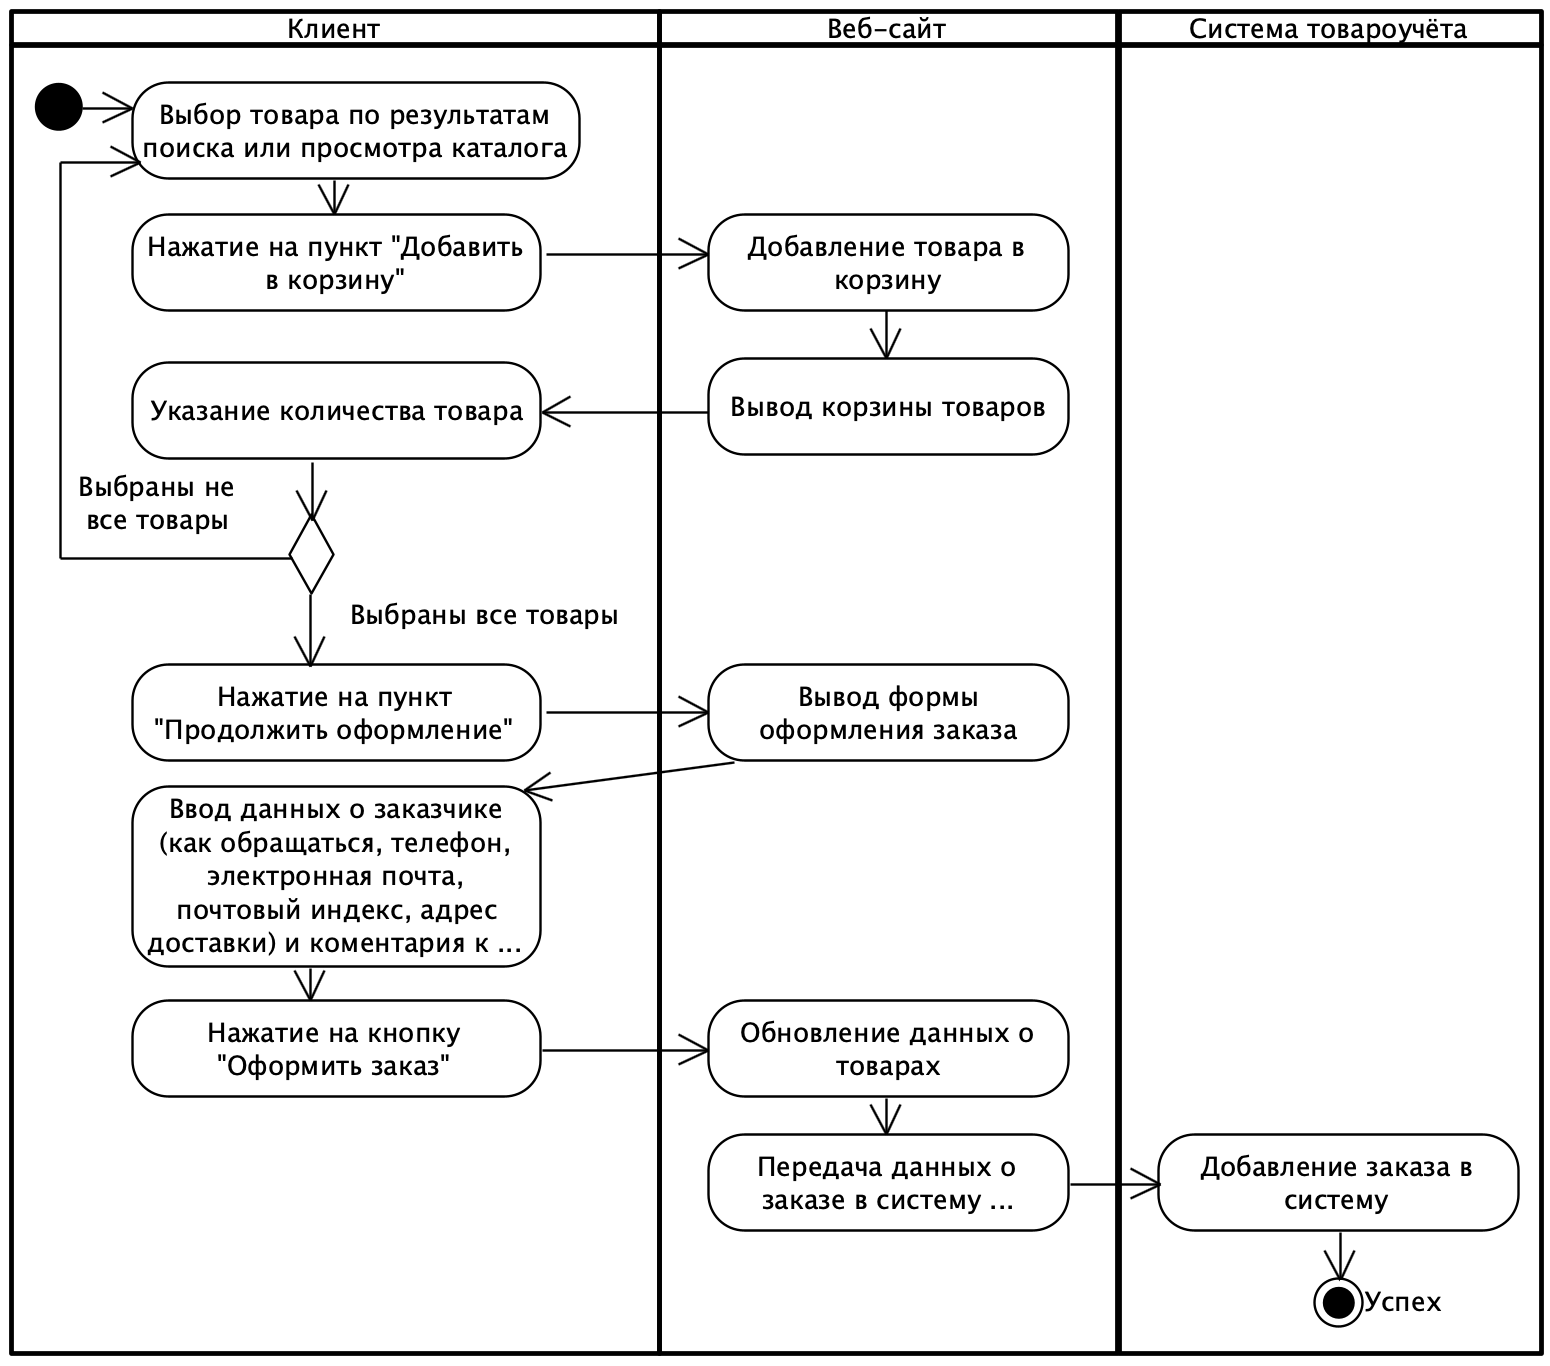 Клиент
Веб-сайт
Система товароучёта
Выбор товара по результатам
поиска или просмотра каталога
Нажатие на пункт "Добавить
в корзину"
Добавление товара в
корзину
Указание количества товара
Вывод корзины товаров
Выбраны не
все товары
Выбраны все товары
Нажатие на пункт
"Продолжить оформление"
Вывод формы
оформления заказа
Ввод данных о заказчике
(как обращаться, телефон,
электронная почта,
почтовый индекс, адрес
доставки) и коментария к ...
Нажатие на кнопку
"Оформить заказ"
Обновление данных о
товарах
Передача данных о
заказе в систему ...
Добавление заказа в
систему
Успех